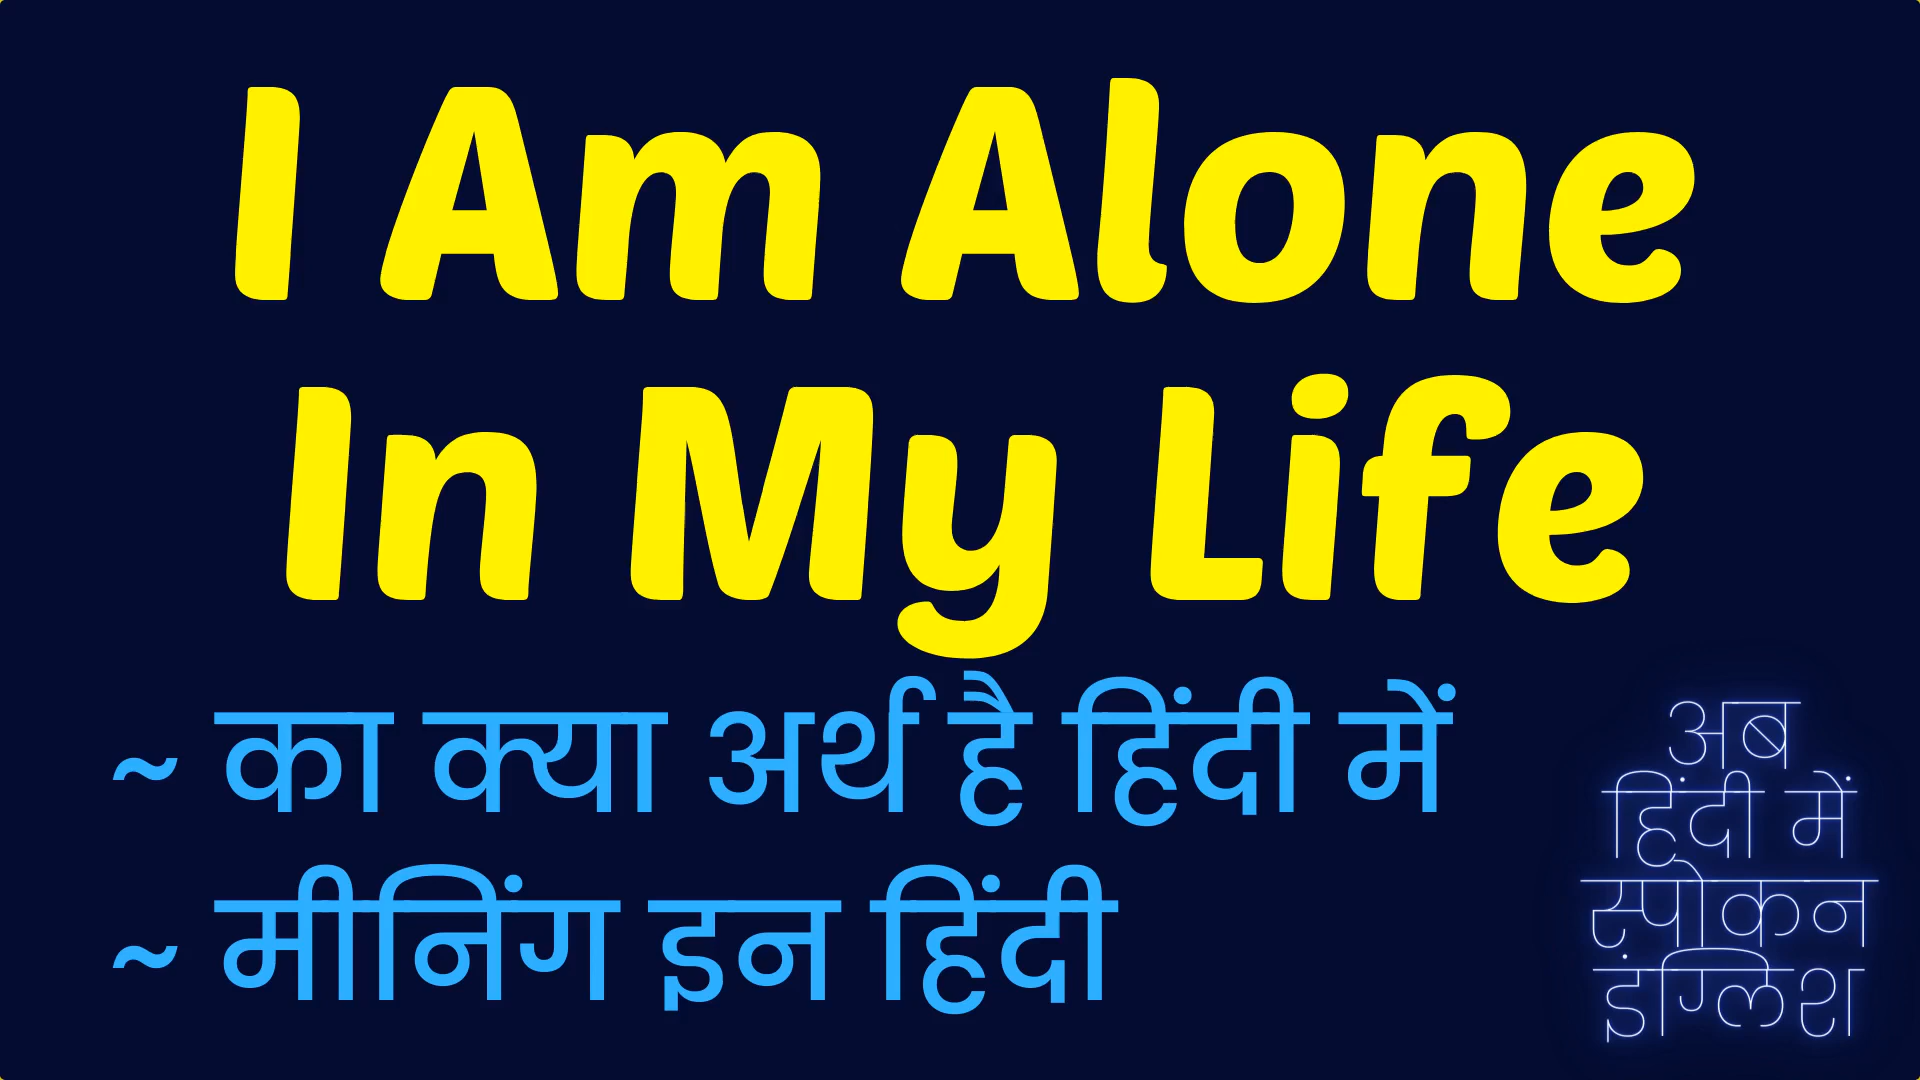 I Am Alone
In My Life
~ का क्या अर्थ है हिंदी में
~ मीनिंग इन हिंदी
अब
हिंदी में
स्पोकन
इंग्लिश